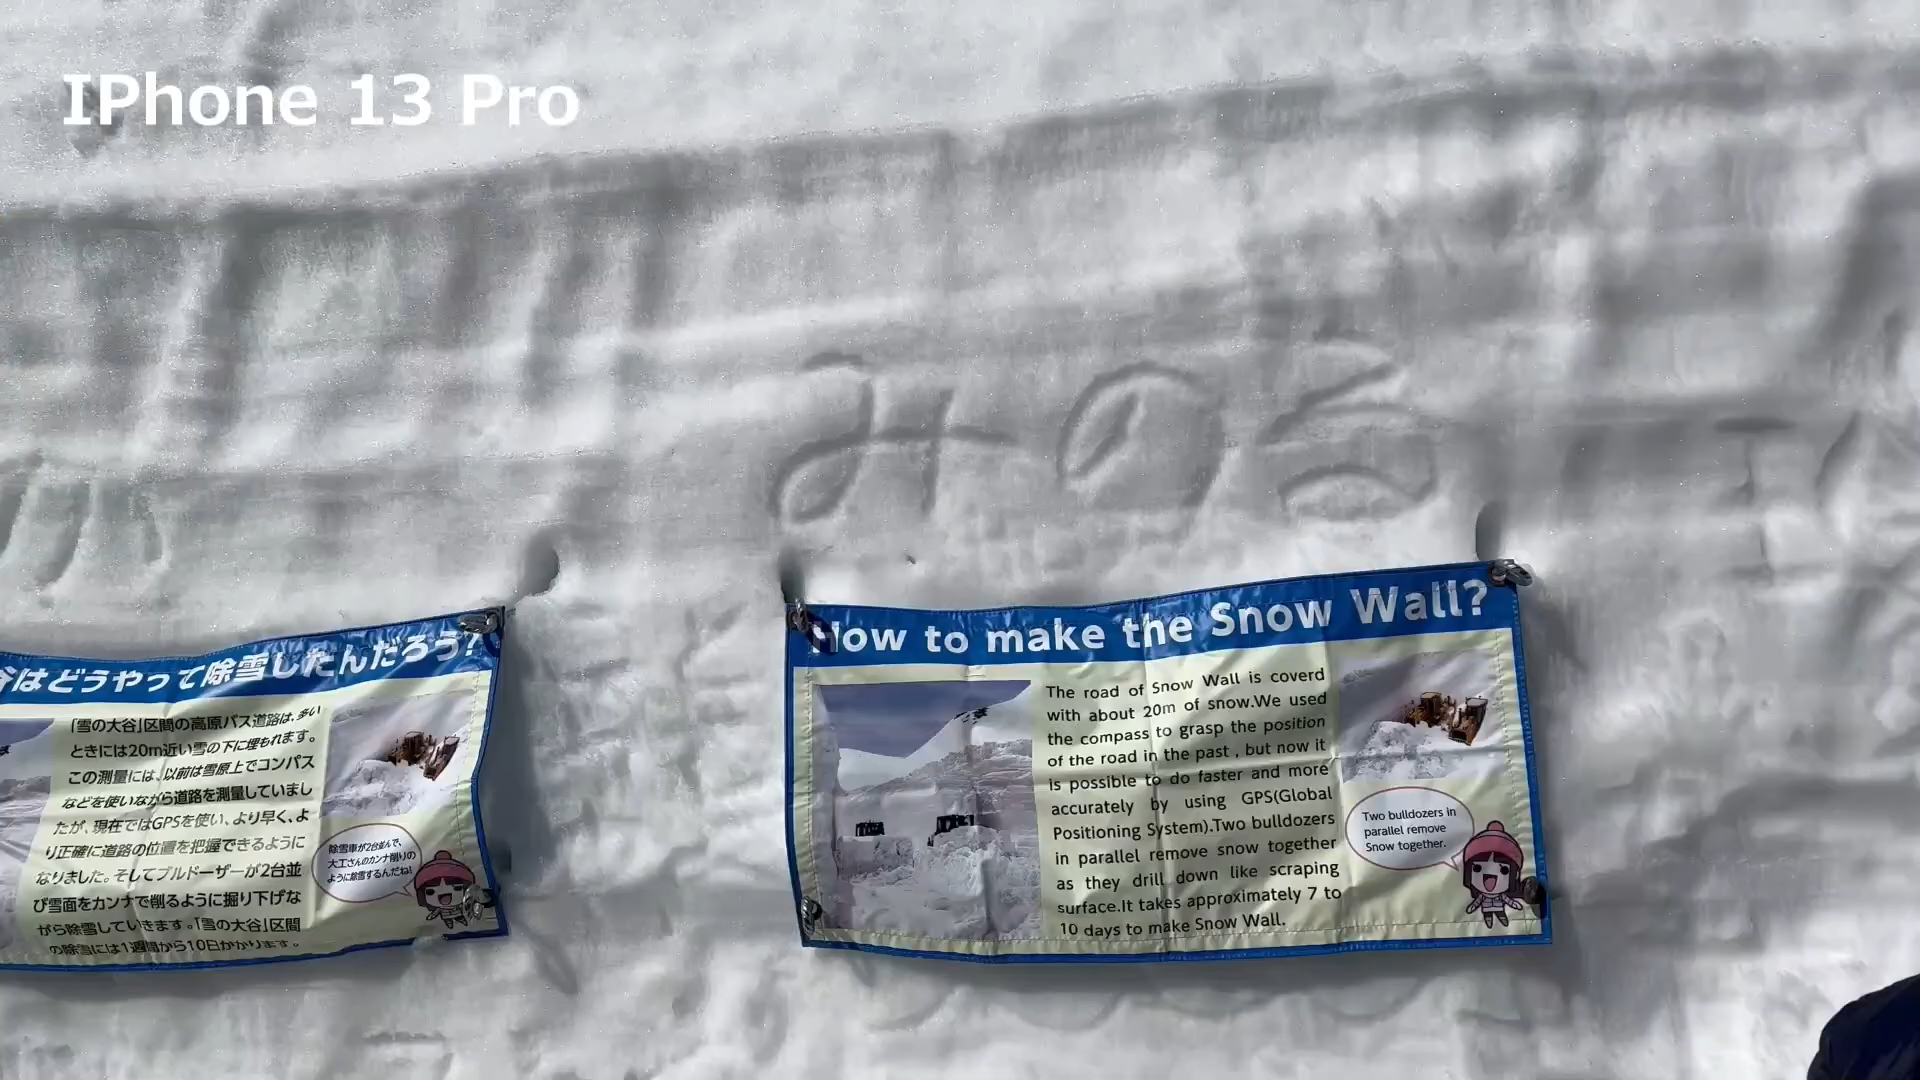 IPhone 13 Pro
みのる
谷はどうやって除雪したんだろう?
「雪の大谷」区間の高原バス道路は、多い
ときには20m近い雪の下に埋もれます。
この測量には、以前は雪原上でコンパス
などを使いながら道路を測量していまし
たが、現在ではGPSを使い、より早く、よ
り正確に道路の位置を把握できるように
なりました。そしてブルドーザーが2台並
び雪面をカンナで削るように掘り下げな
がら除雪していきます。「雪の大谷」区間
の除雪には1週間から10日かかります。
除雪車が2台並んで、
大工さんのカンナ削りの
ように除雪するんだね!
How to make the Snow Wall?
The road of Snow Wall is coverd
with about 20m of snow.We used
the compass to grasp the position
of the road in the past , but now it
is possible to do faster and more
accurately by using GPS(Global
Positioning System).Two bulldozers
in parallel remove snow together
as they drill down like scraping
surface.It takes approximately 7 to
10 days to make Snow Wall.
Two bulldozers in
parallel remove
Snow together.